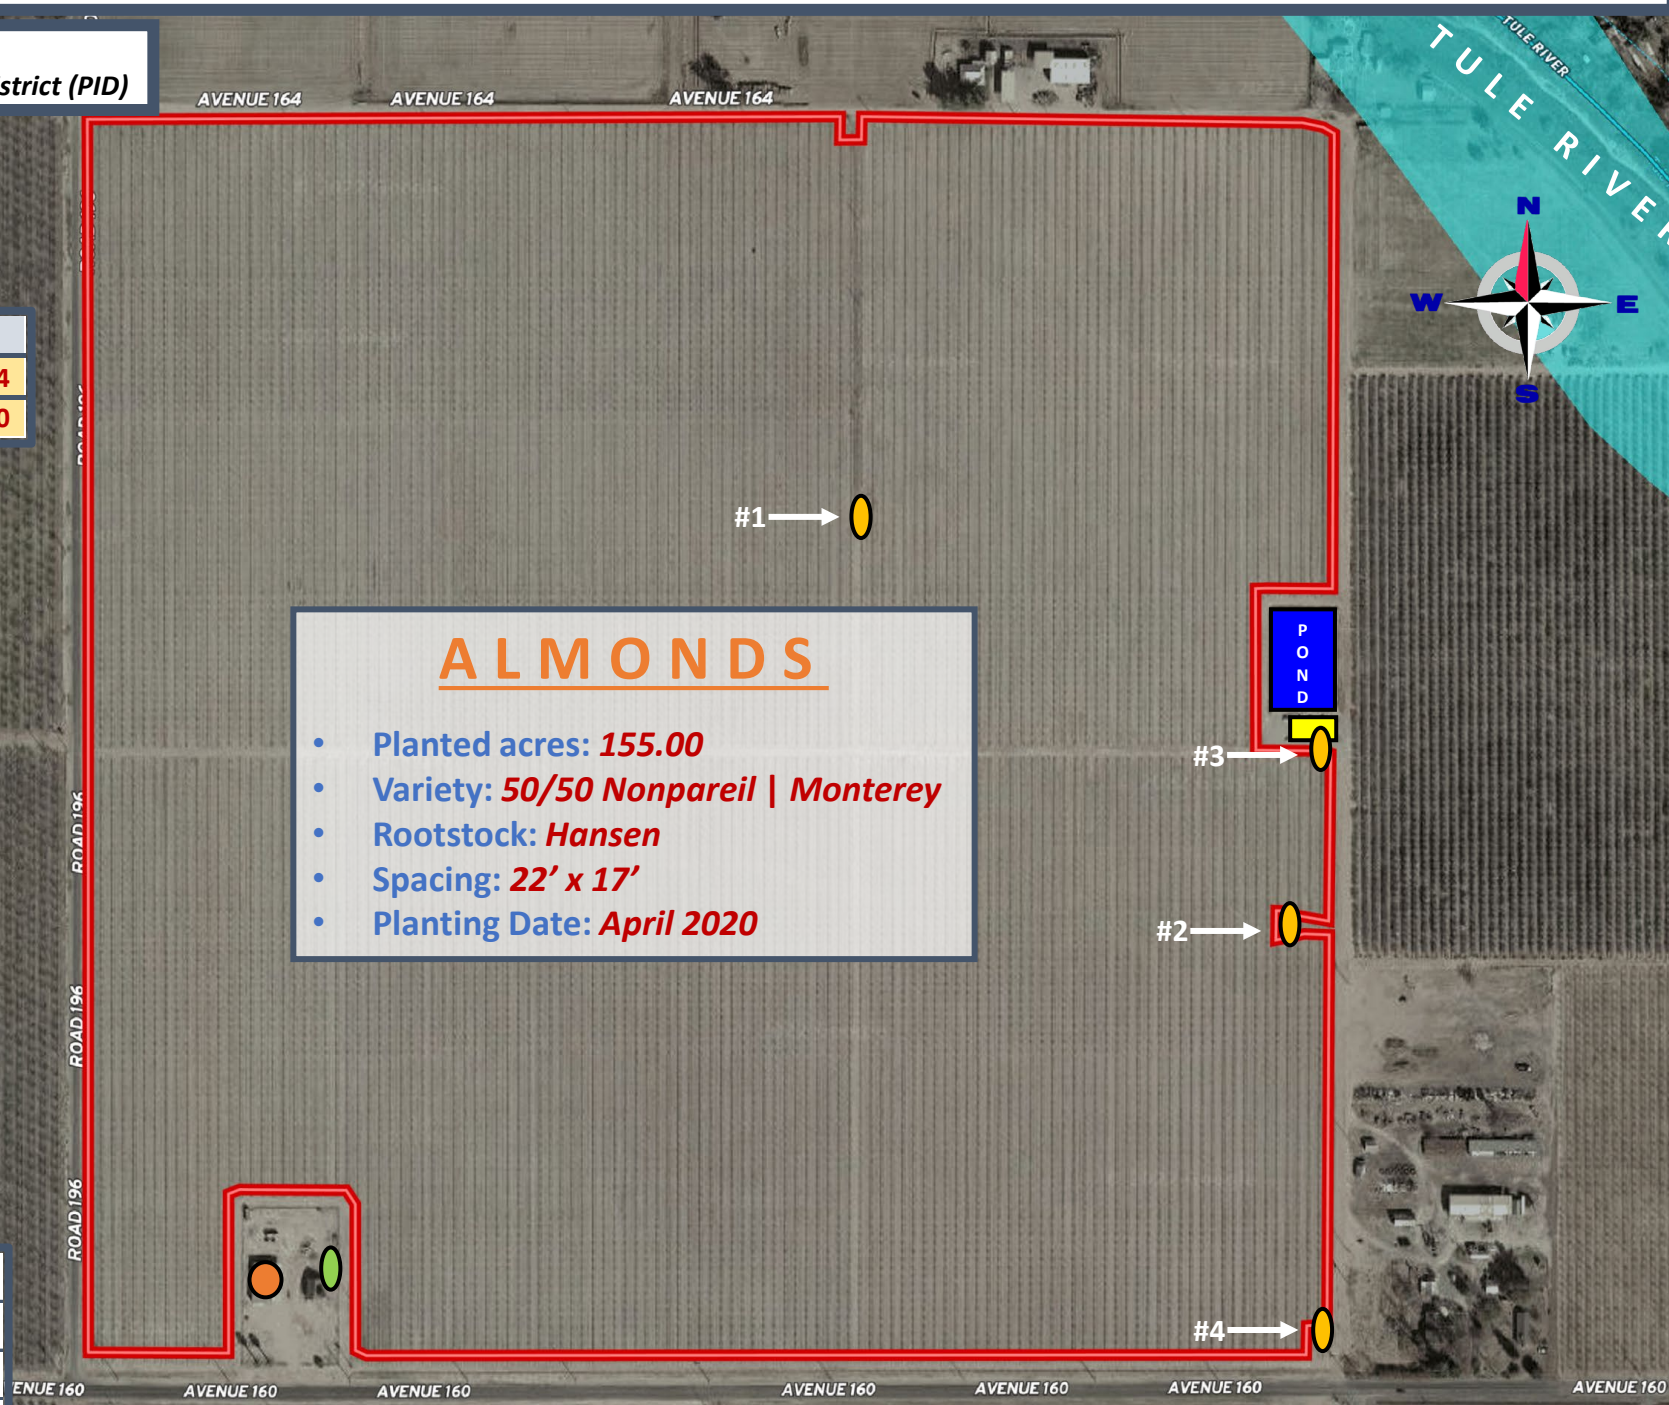 strict (PID)
AVENUE 164
AVENUE 164
AVENUE 164
TULE RIVER
TULE RIVER
N
W
E
S
4
0
ROAD 196
#1
ALMONDS
• Planted acres: 155.00
• Variety: 50/50 Nonpareil | Monterey
• Rootstock: Hansen
• Spacing: 22’ x 17’
• Planting Date: April 2020
POND
#3
ROAD 196
#2
ROAD 196
ROAD 196
#4
ENUE 160
AVENUE 160
AVENUE 160
AVENUE 160
AVENUE 160
AVENUE 160
AVENUE 160